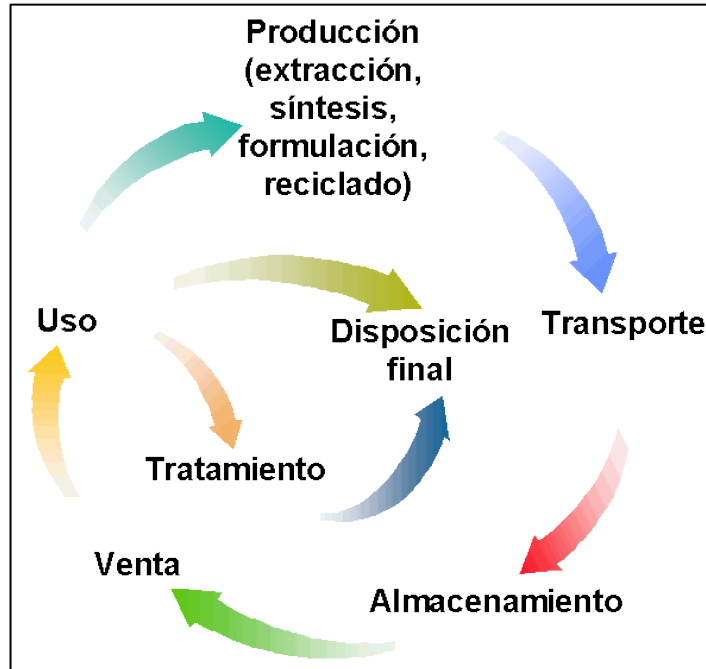 Producción
(extracción,
síntesis,
formulación,
reciclado)
Uso
Disposición
final
Transporte
Tratamiento
Venta
Almacenamiento